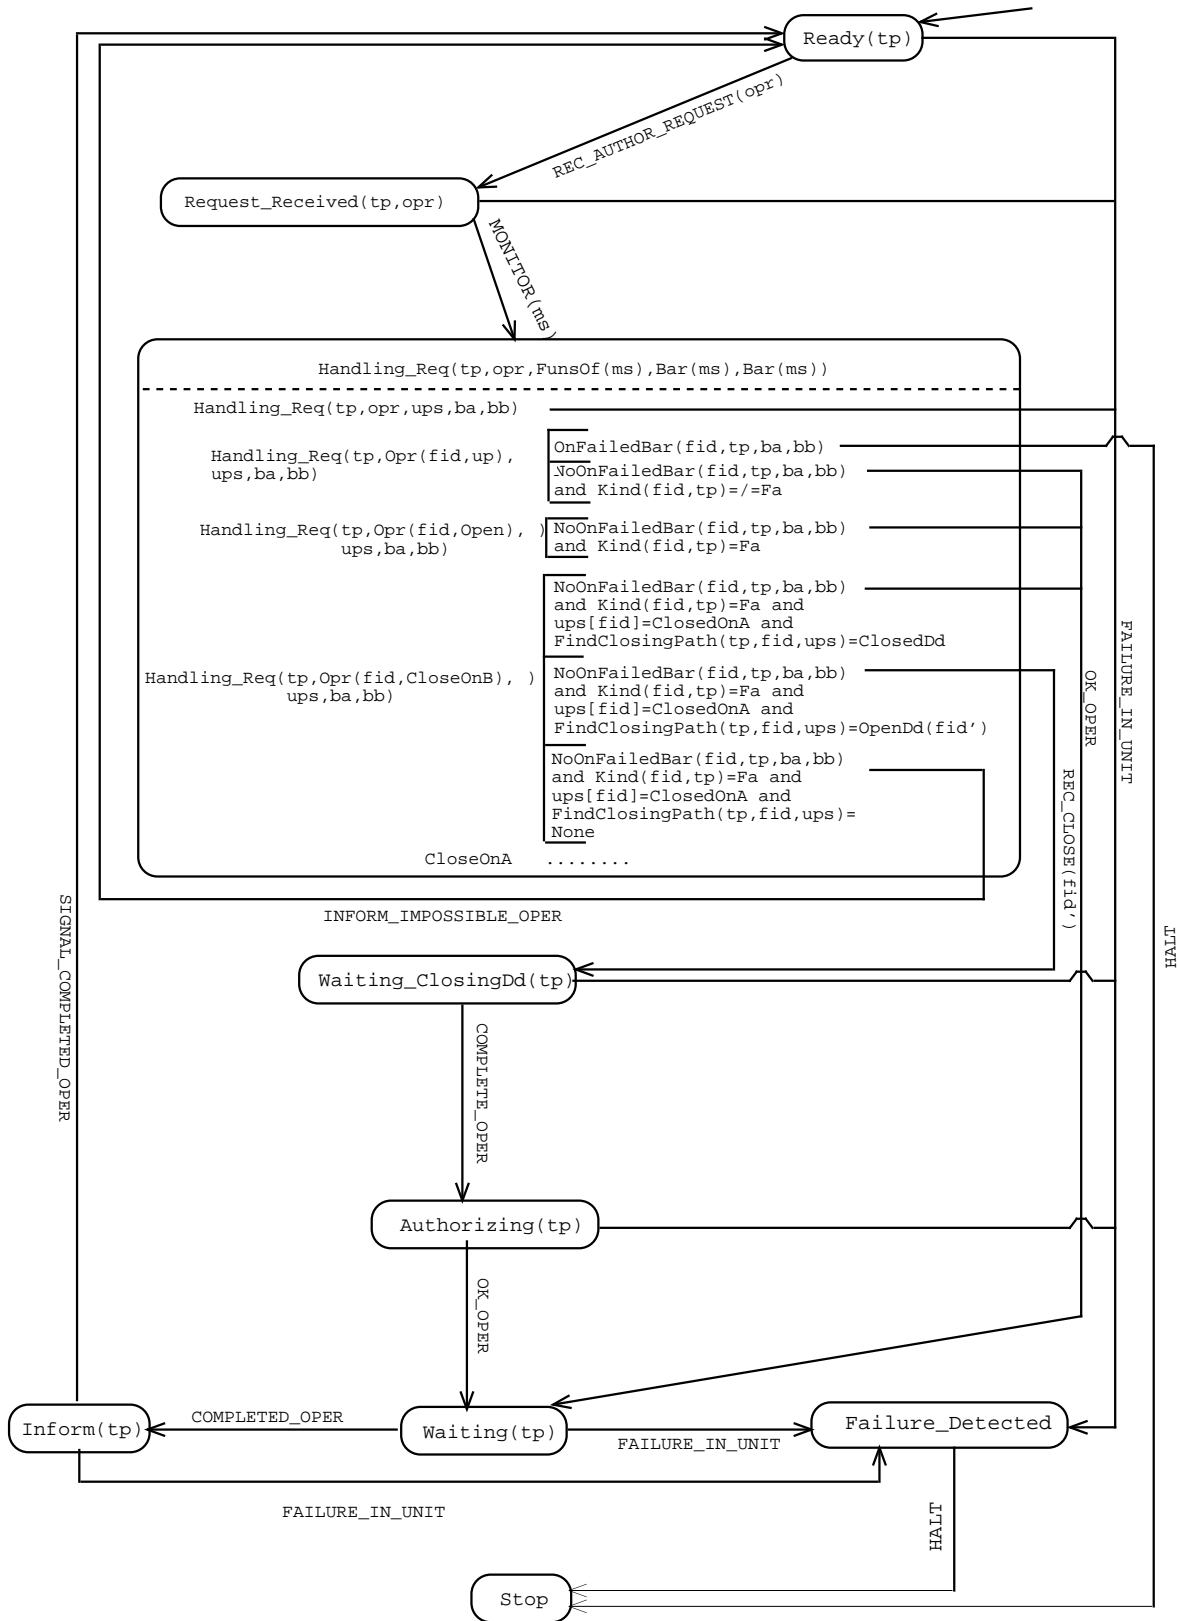 Ready(tp)
REC_AUTHOR_REQUEST(opr)
Request_Received(tp,opr)
MONITOR(ms)
Handling_Req(tp,opr,FunsOf(ms),Bar(ms),Bar(ms))
Handling_Req(tp,opr,ups,ba,bb)
Handling_Req(tp,Opr(fid,up),
ups,ba,bb)
OnFailedBar(fid,tp,ba,bb)
NoOnFailedBar(fid,tp,ba,bb)
and Kind(fid,tp)=/=Fa
Handling_Req(tp,Opr(fid,Open), )
ups,ba,bb)
NoOnFailedBar(fid,tp,ba,bb)
and Kind(fid,tp)=Fa
NoOnFailedBar(fid,tp,ba,bb)
and Kind(fid,tp)=Fa and
ups[fid]=ClosedOnA and
FindClosingPath(tp,fid,ups)=ClosedDd
Handling_Req(tp,Opr(fid,CloseOnB), )
ups,ba,bb)
NoOnFailedBar(fid,tp,ba,bb)
and Kind(fid,tp)=Fa and
ups[fid]=ClosedOnA and
FindClosingPath(tp,fid,ups)=OpenDd(fid')
NoOnFailedBar(fid,tp,ba,bb)
and Kind(fid,tp)=Fa and
ups[fid]=ClosedOnA and
FindClosingPath(tp,fid,ups)=
None
CloseOnA ........
FAILURE_IN_UNIT
OK_OPER
REC_CLOSE(fid')
HALT
INFORM_IMPOSSIBLE_OPER
SIGNAL_COMPLETED_OPER
Waiting_ClosingDd(tp)
COMPLETE_OPER
Authorizing(tp)
OK_OPER
Inform(tp)
COMPLETED_OPER
Waiting(tp)
FAILURE_IN_UNIT
Failure_Detected
FAILURE_IN_UNIT
HALT
Stop